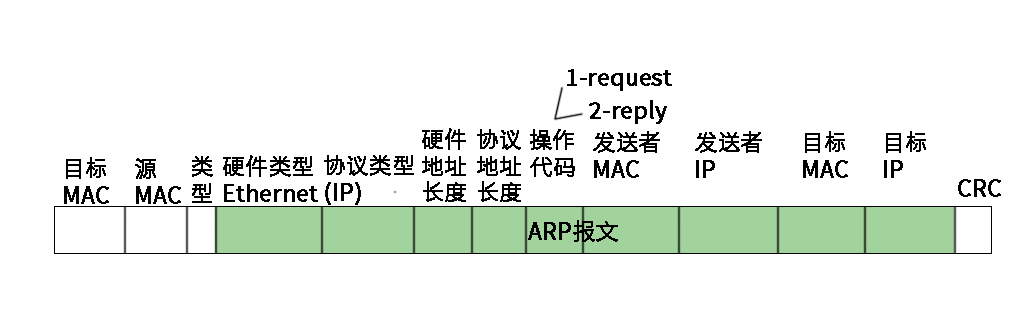 1-request
2-reply
目标
MAC
源
MAC
类
型
硬件类型
Ethernet
协议类型
(IP)
硬件
地址
长度
协议
地址
长度
操作
代码
发送者
MAC
发送者
IP
目标
MAC
目标
IP
CRC
ARP报文